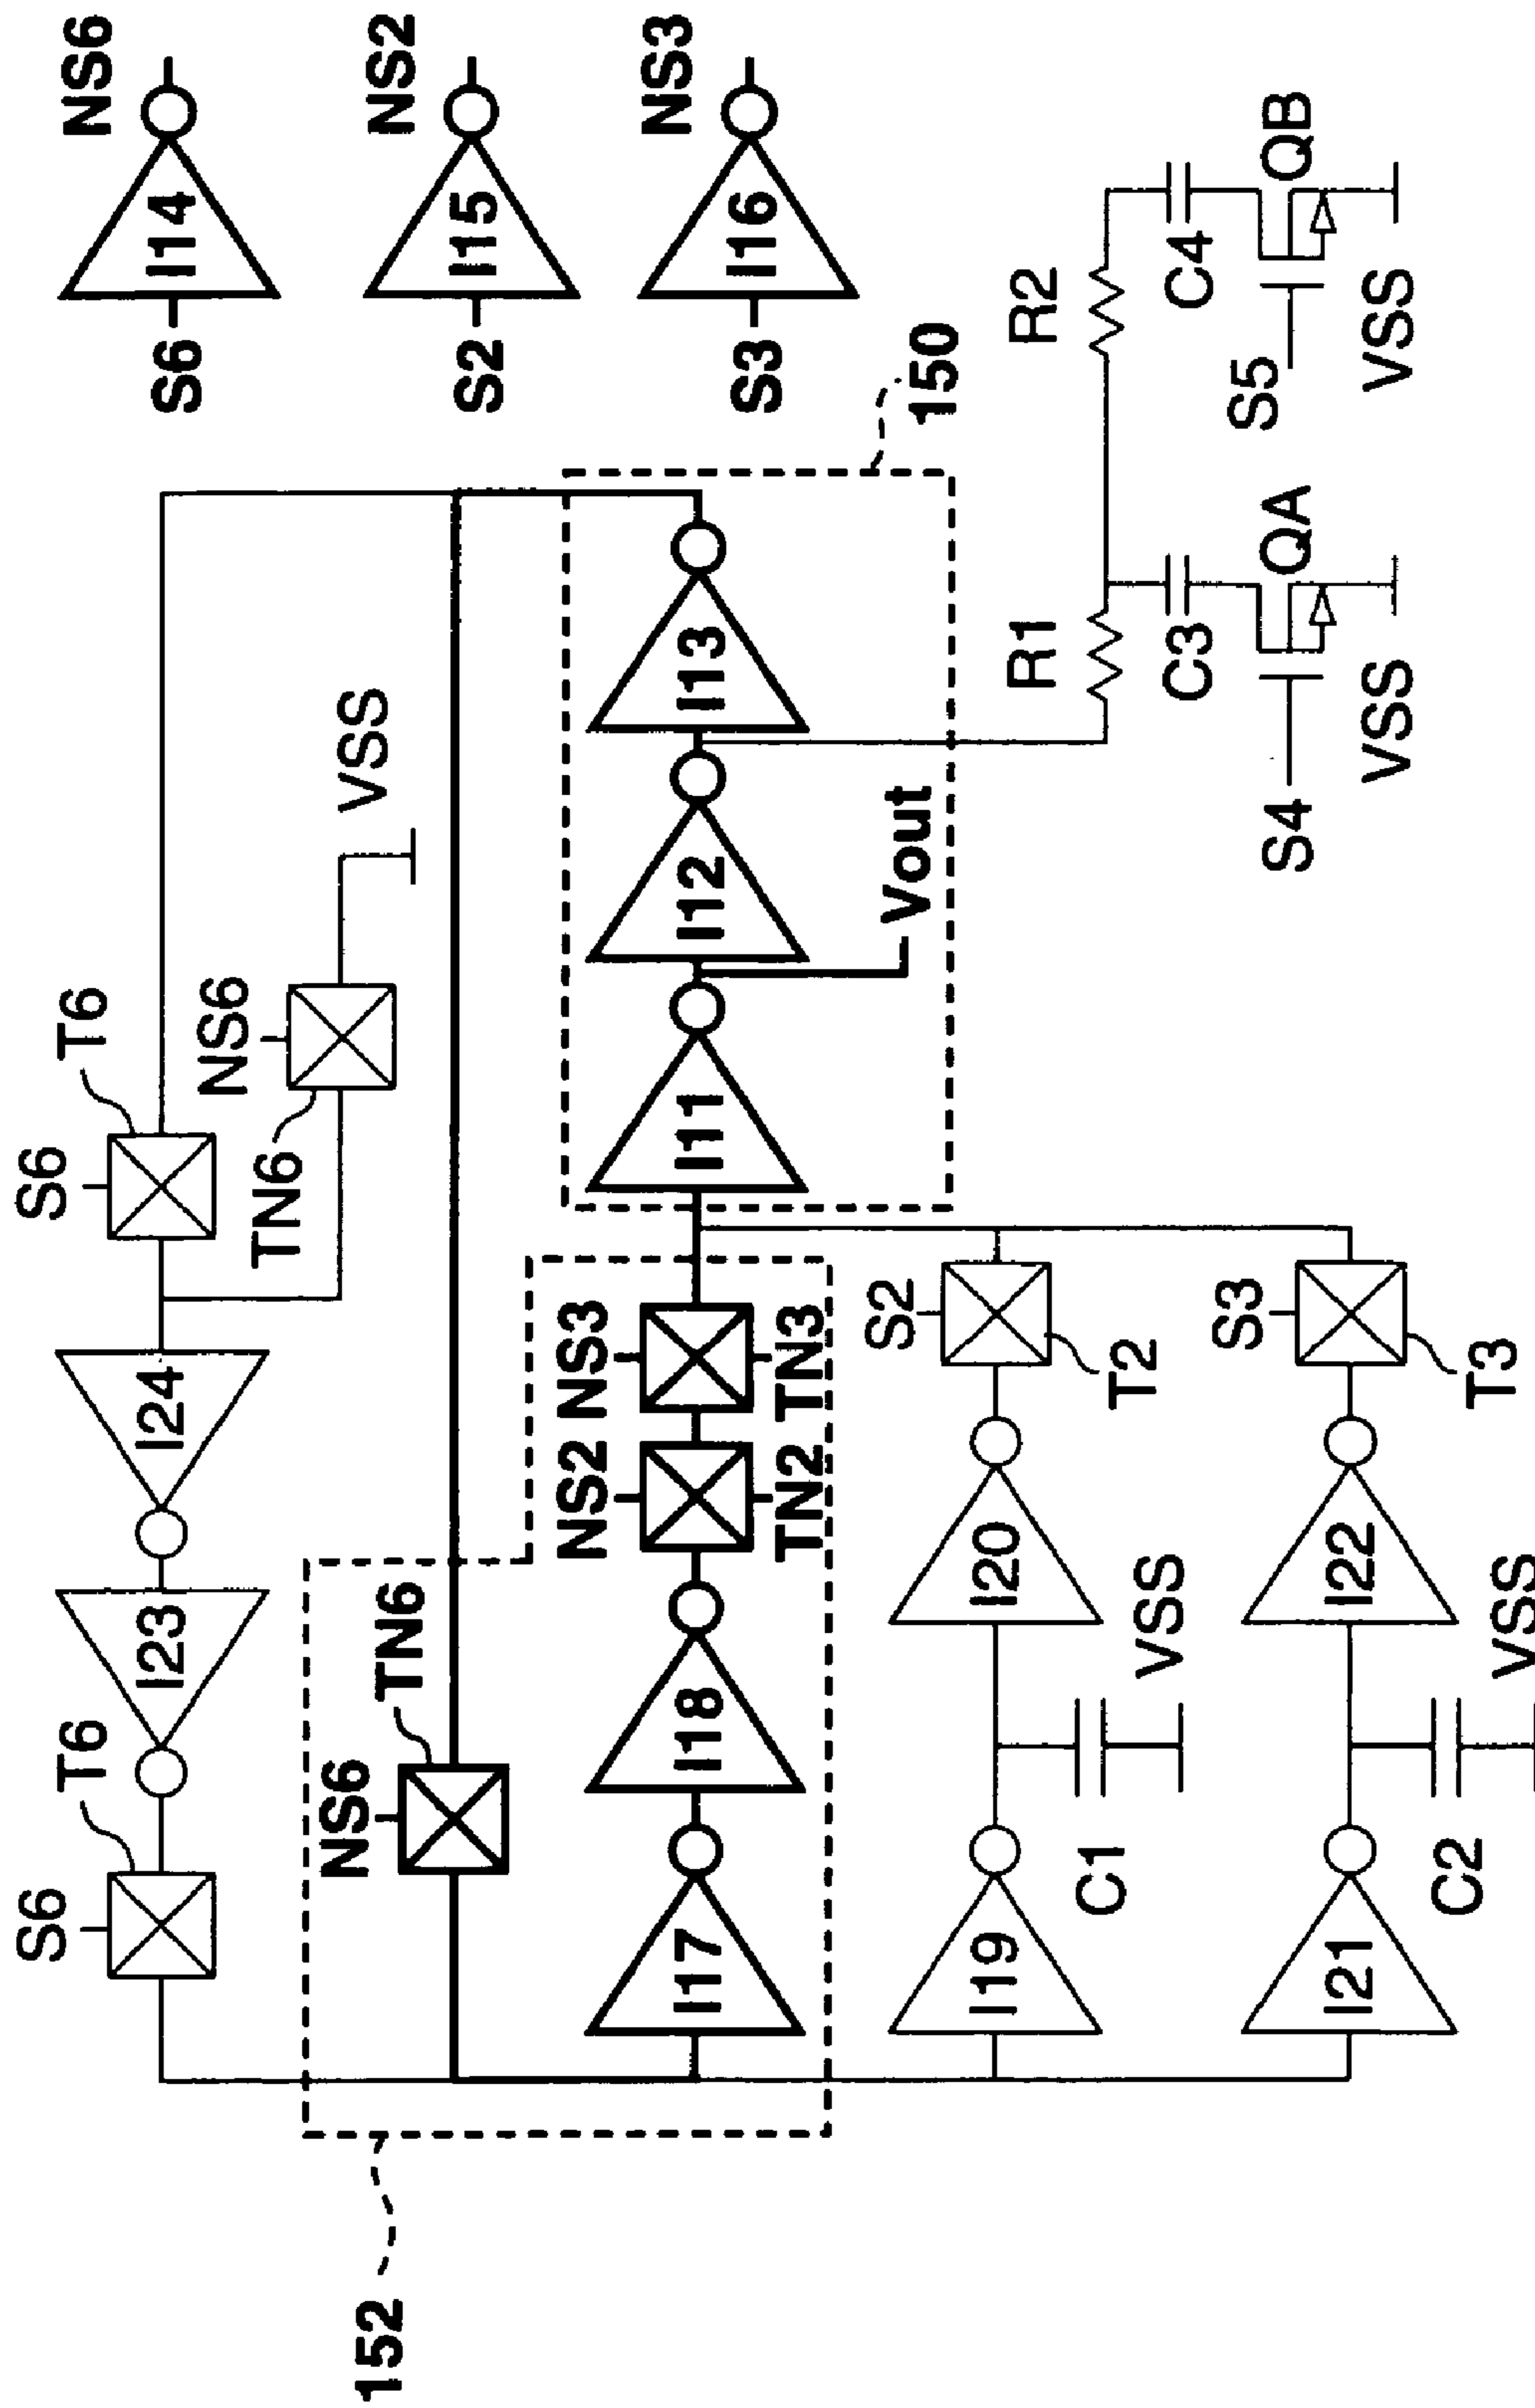 S6
T6
I23
I24
S6
T6
NS6
TN6
VSS
S6
I14
NS6
152
NS6
TN6
S2
I15
NS2
I17
I18
NS2
TN2
NS3
TN3
I11
I12
I13
Vout
150
S3
I16
NS3
I19
C1
VSS
I20
S2
T2
R1
R2
C3
C4
I21
C2
VSS
I22
S3
T3
S4
QA
VSS
S5
QB
VSS